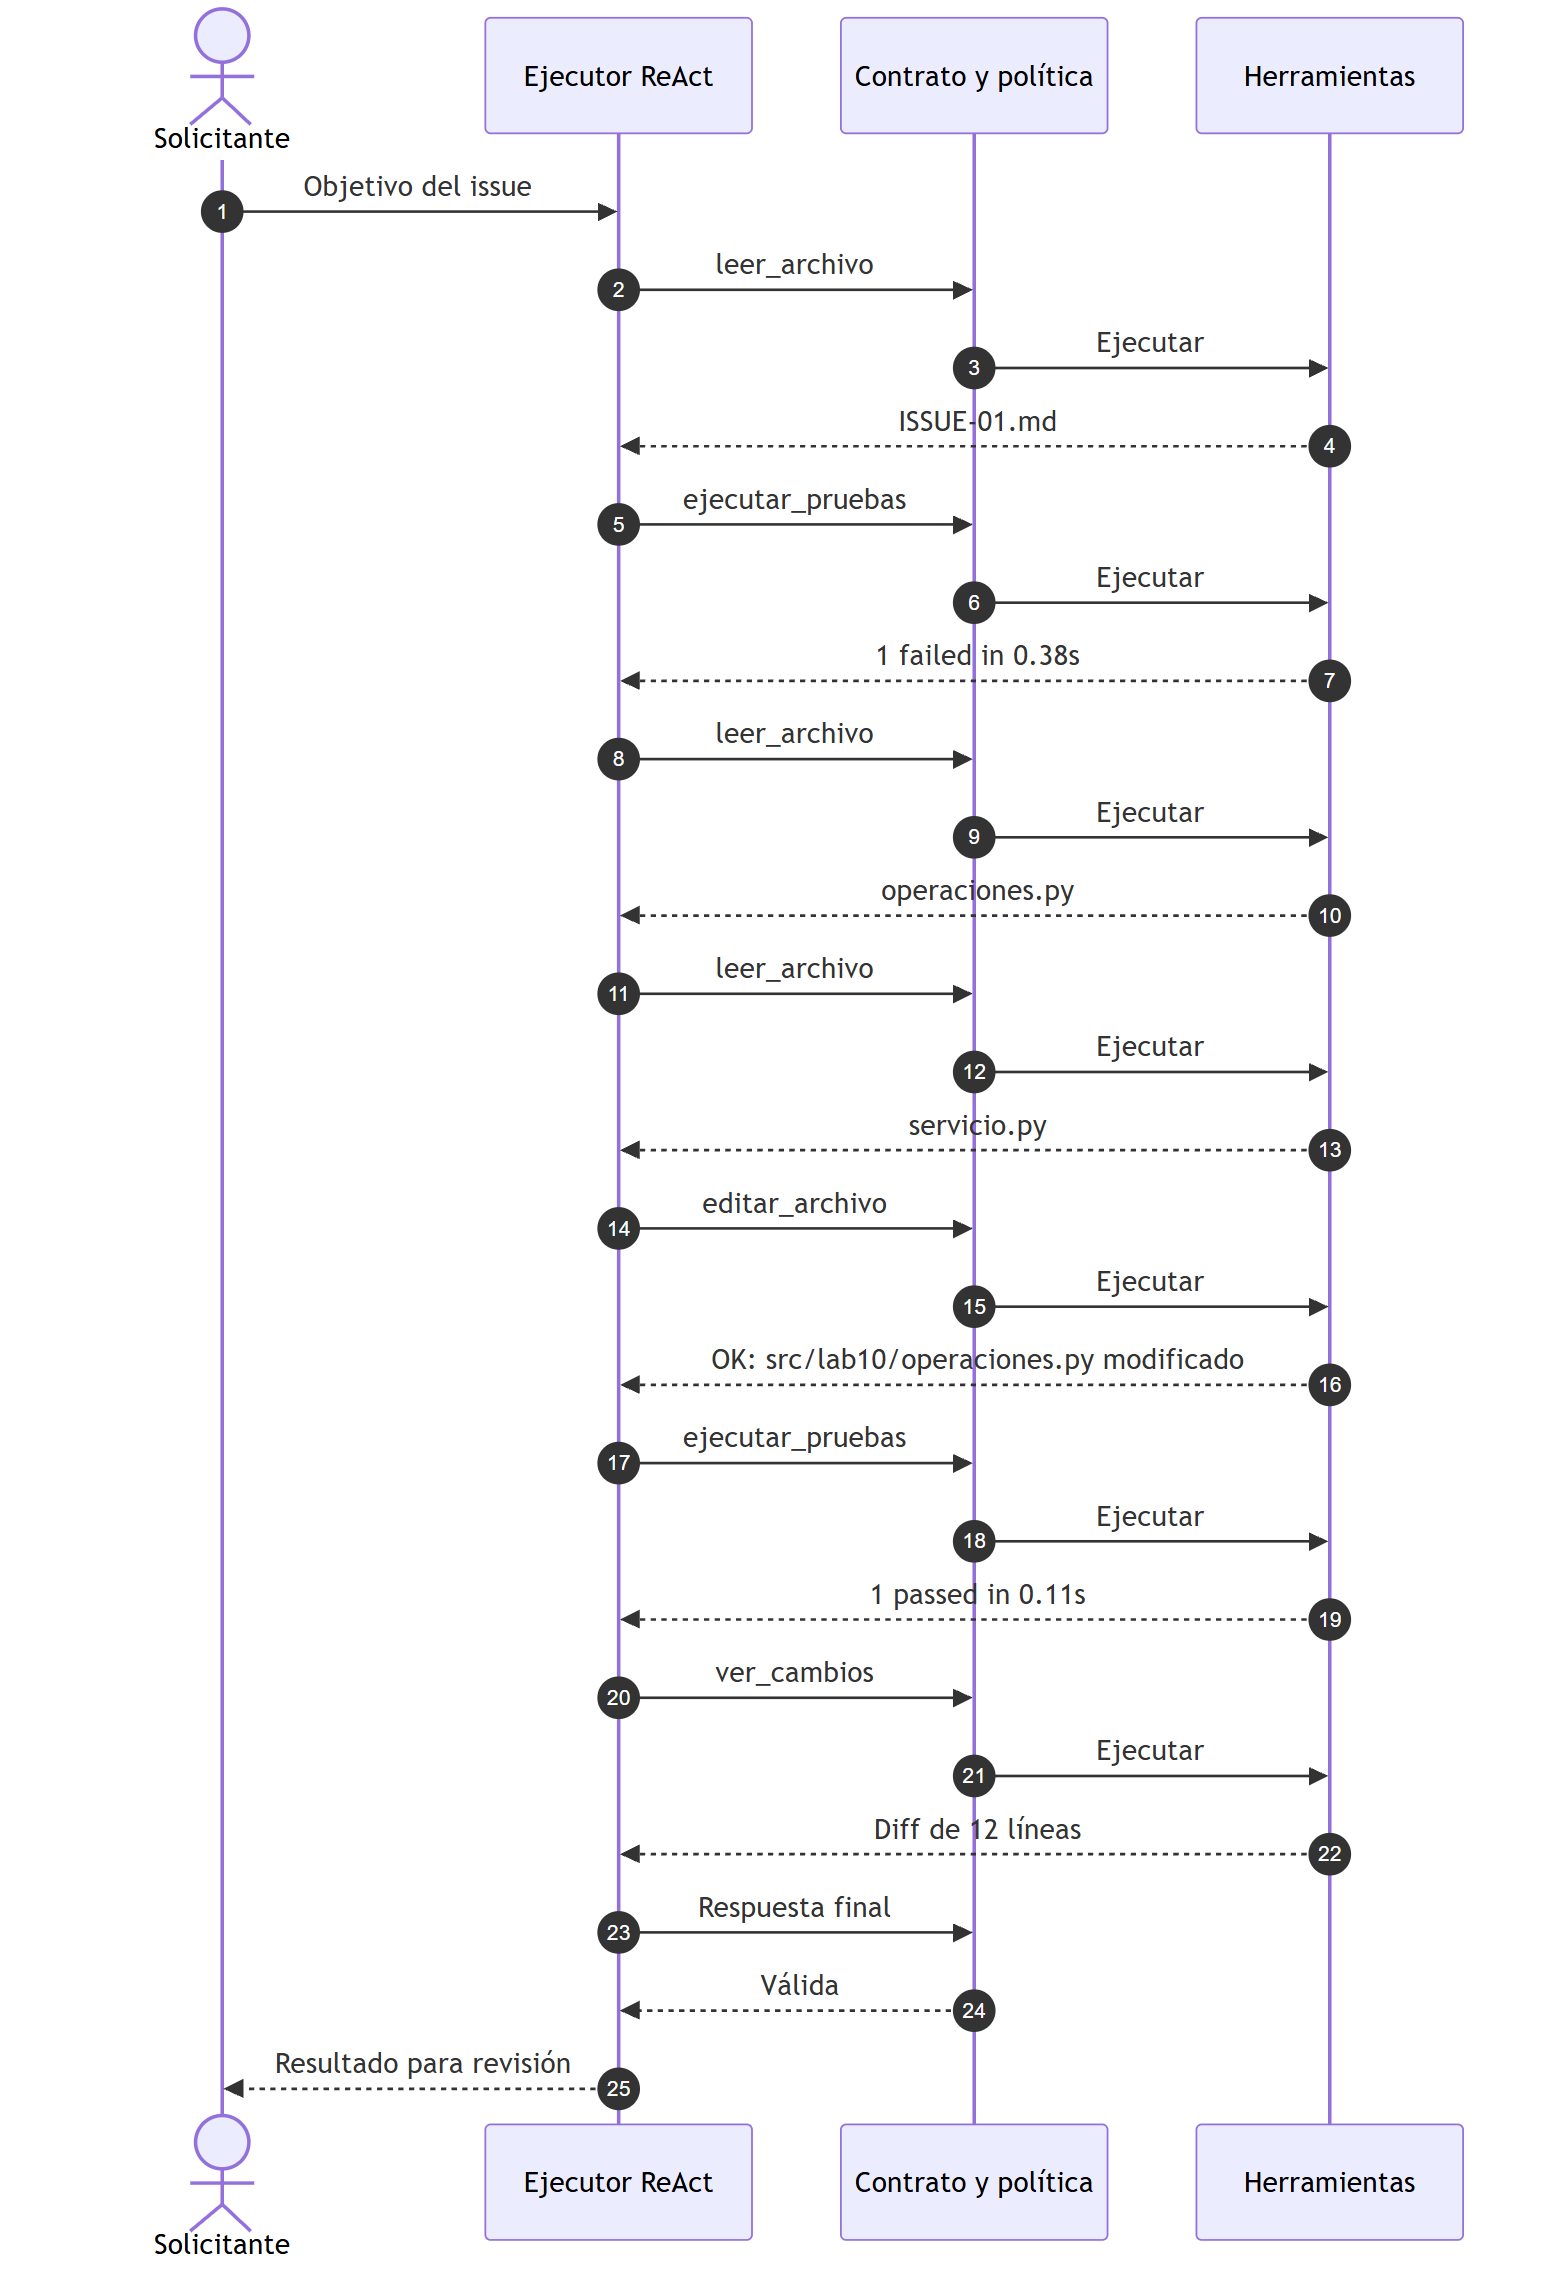 Solicitante
Ejecutor ReAct
Contrato y política
Herramientas
Objetivo del issue
1
leer_archivo
2
Ejecutar
3
ISSUE-01.md
4
ejecutar_pruebas
5
Ejecutar
6
1 failed in 0.38s
7
leer_archivo
8
Ejecutar
9
operaciones.py
10
leer_archivo
11
Ejecutar
12
servicio.py
13
editar_archivo
14
Ejecutar
15
OK: src/lab10/operaciones.py modificado
16
ejecutar_pruebas
17
Ejecutar
18
1 passed in 0.11s
19
ver_cambios
20
Ejecutar
21
Diff de 12 líneas
22
Respuesta final
23
Válida
24
Resultado para revisión
25
Solicitante
Ejecutor ReAct
Contrato y política
Herramientas